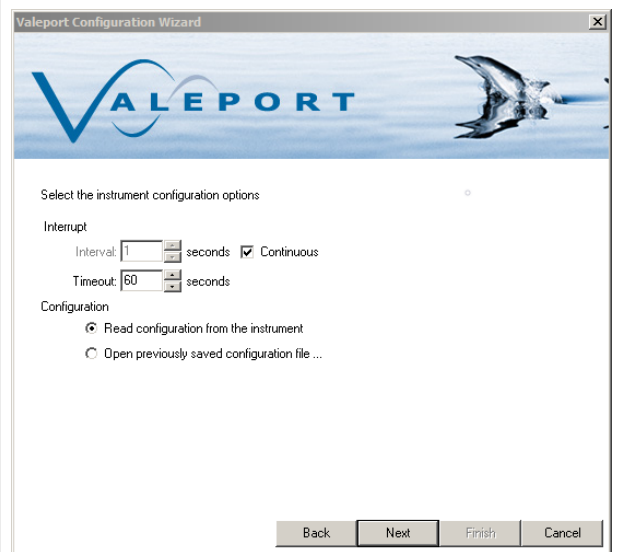 Valeport Configuration Wizard
VALEPORT
Select the instrument configuration options
Interrupt
Interval: 1 seconds Continuous
Timeout: 60 seconds
Configuration
Read configuration from the instrument
Open previously saved configuration file ...
Back Next Finish Cancel